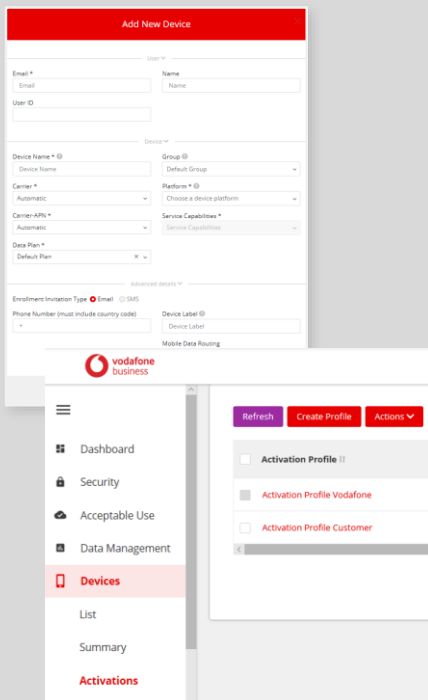 Add New Device
User
Email *
Name
Email
Name
User ID
Device
Device Name *
Group
Device Name
Default Group
Carrier *
Platform *
Automatic
Choose a device platform
Carrier-APN *
Service Capabilities *
Automatic
Service Capabilities
Data Plan *
Default Plan
Advanced details
Enrollment Invitation Type Email SMS
Phone Number (must include country code)
Device Label
+
Device Label
Mobile Data Routing
vodafone
business
Refresh
Create Profile
Actions
Dashboard
Activation Profile
Security
Activation Profile Vodafone
Acceptable Use
Activation Profile Customer
Data Management
Devices
List
Summary
Activations